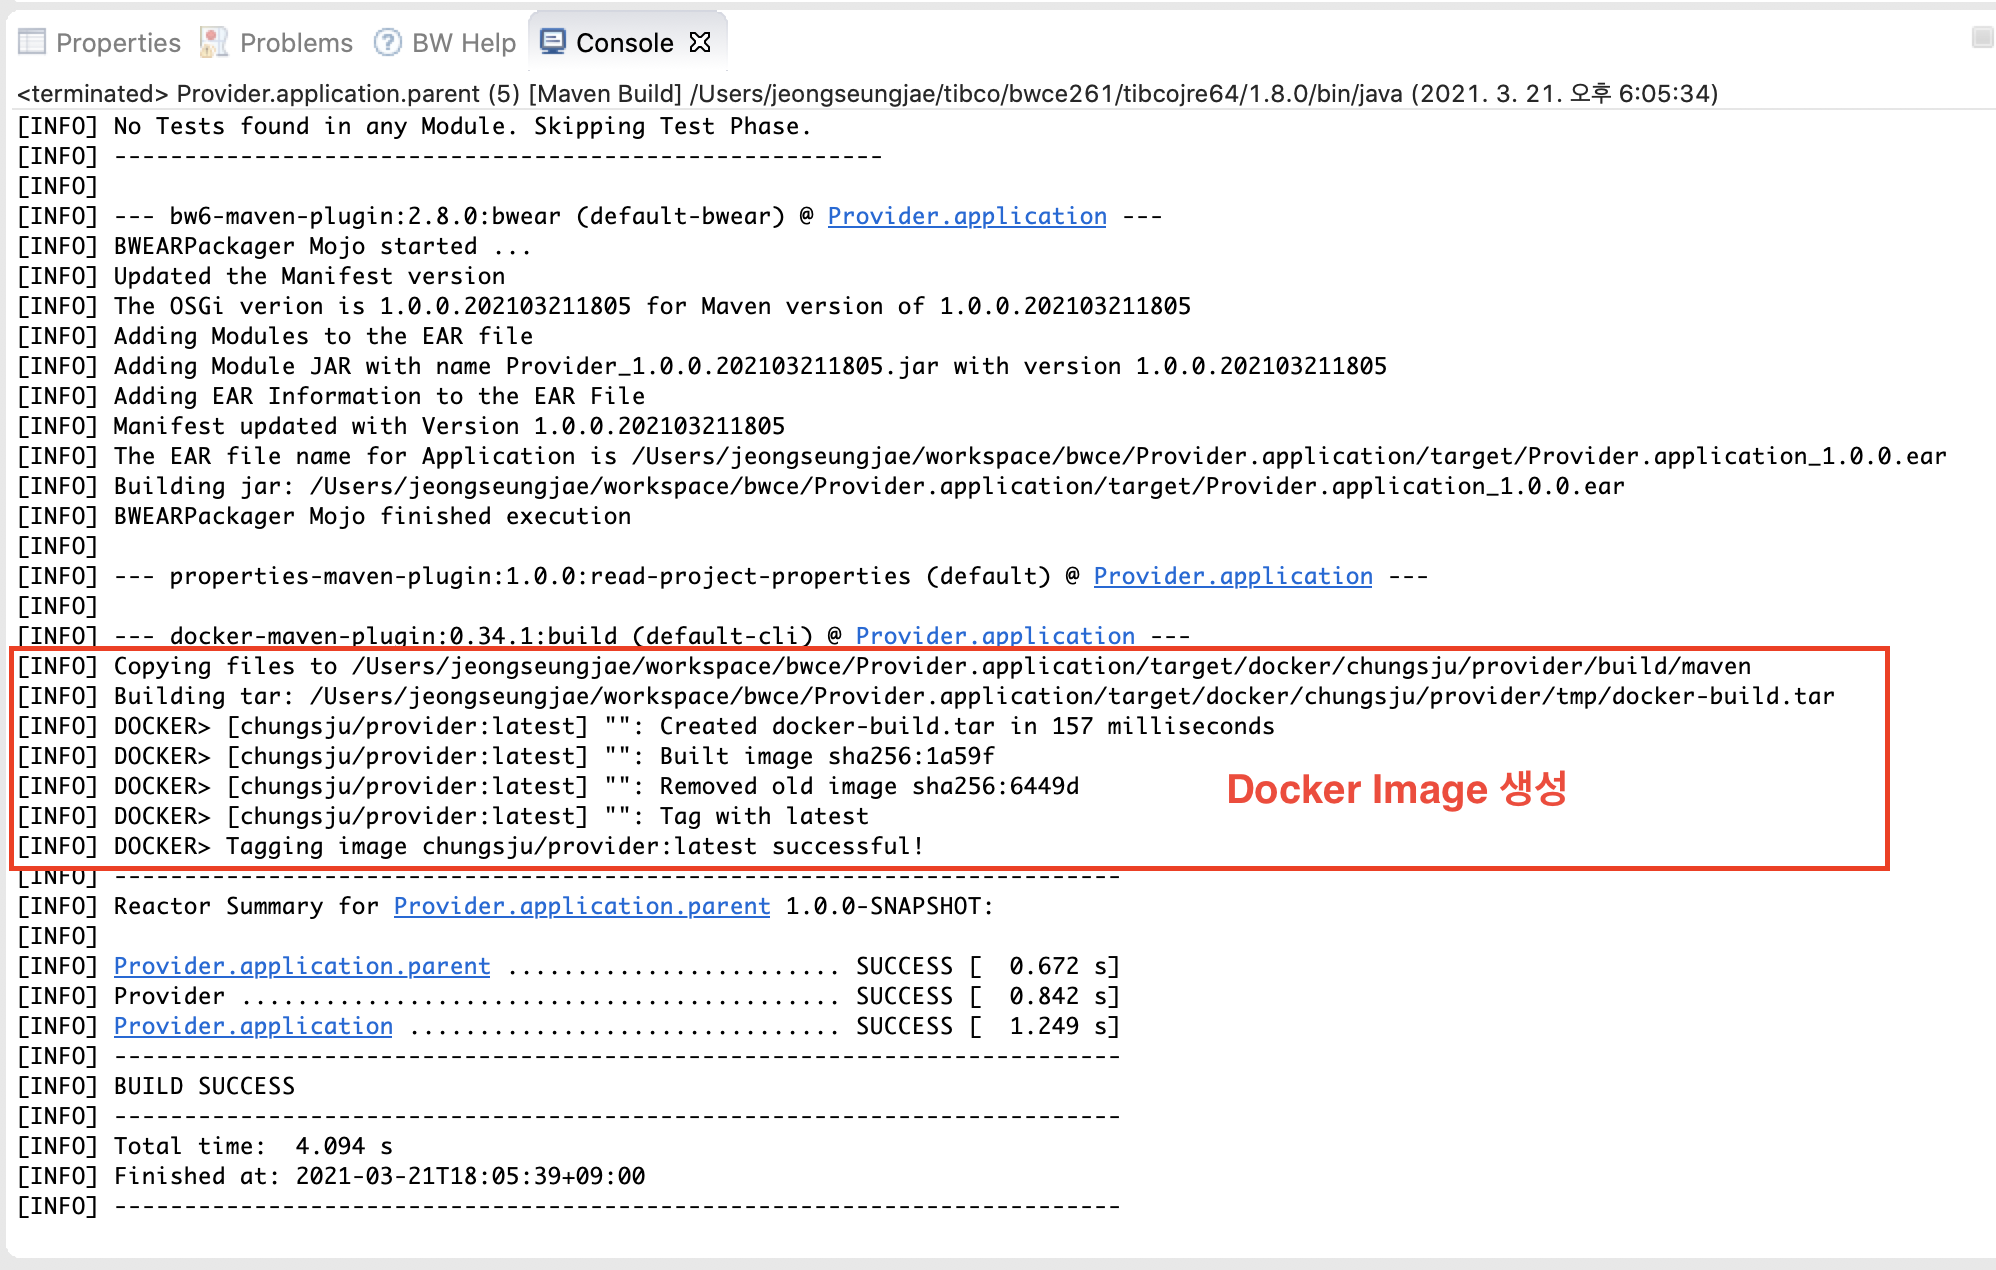 Properties Problems BW Help Console
<terminated> Provider.application.parent (5) [Maven Build] /Users/jeongseungjae/tibco/bwce261/tibcojre64/1.8.0/bin/java (2021. 3. 21. 오후 6:05:34)
[INFO] No Tests found in any Module. Skipping Test Phase.
[INFO] -------------------------------------------------------
[INFO]
[INFO] --- bw6-maven-plugin:2.8.0:bwear (default-bwear) @ Provider.application ---
[INFO] BWEARPackager Mojo started ...
[INFO] Updated the Manifest version
[INFO] The OSGi verion is 1.0.0.202103211805 for Maven version of 1.0.0.202103211805
[INFO] Adding Modules to the EAR file
[INFO] Adding Module JAR with name Provider_1.0.0.202103211805.jar with version 1.0.0.202103211805
[INFO] Adding EAR Information to the EAR File
[INFO] Manifest updated with Version 1.0.0.202103211805
[INFO] The EAR file name for Application is /Users/jeongseungjae/workspace/bwce/Provider.application/target/Provider.application_1.0.0.ear
[INFO] Building jar: /Users/jeongseungjae/workspace/bwce/Provider.application/target/Provider.application_1.0.0.ear
[INFO] BWEARPackager Mojo finished execution
[INFO]
[INFO] --- properties-maven-plugin:1.0.0:read-project-properties (default) @ Provider.application ---
[INFO]
[INFO] --- docker-maven-plugin:0.34.1:build (default-cli) @ Provider.application ---
[INFO] Copying files to /Users/jeongseungjae/workspace/bwce/Provider.application/target/docker/chungsju/provider/build/maven
[INFO] Building tar: /Users/jeongseungjae/workspace/bwce/Provider.application/target/docker/chungsju/provider/tmp/docker-build.tar
[INFO] DOCKER> [chungsju/provider:latest] "": Created docker-build.tar in 157 milliseconds
[INFO] DOCKER> [chungsju/provider:latest] "": Built image sha256:1a59f
[INFO] DOCKER> [chungsju/provider:latest] "": Removed old image sha256:6449d
Docker Image 생성
[INFO] DOCKER> [chungsju/provider:latest] "": Tag with latest
[INFO] DOCKER> Tagging image chungsju/provider:latest successful!
[INFO] ------------------------------------------------------------------------
[INFO] Reactor Summary for Provider.application.parent 1.0.0-SNAPSHOT:
[INFO]
[INFO] Provider.application.parent ........................ SUCCESS [  0.672 s]
[INFO] Provider ........................................... SUCCESS [  0.842 s]
[INFO] Provider.application ............................... SUCCESS [  1.249 s]
[INFO] ------------------------------------------------------------------------
[INFO] BUILD SUCCESS
[INFO] ------------------------------------------------------------------------
[INFO] Total time:  4.094 s
[INFO] Finished at: 2021-03-21T18:05:39+09:00
[INFO] ------------------------------------------------------------------------